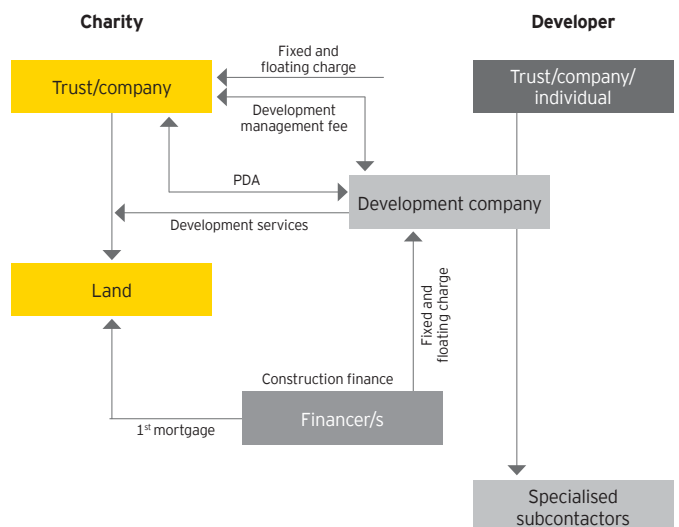 Charity
Developer
Fixed and
floating charge
Trust/company
Trust/company/
individual
Development
management fee
PDA
Development company
Development services
Land
Fixed and
floating charge
Construction finance
Financer/s
1st mortgage
Specialised
subcontactors